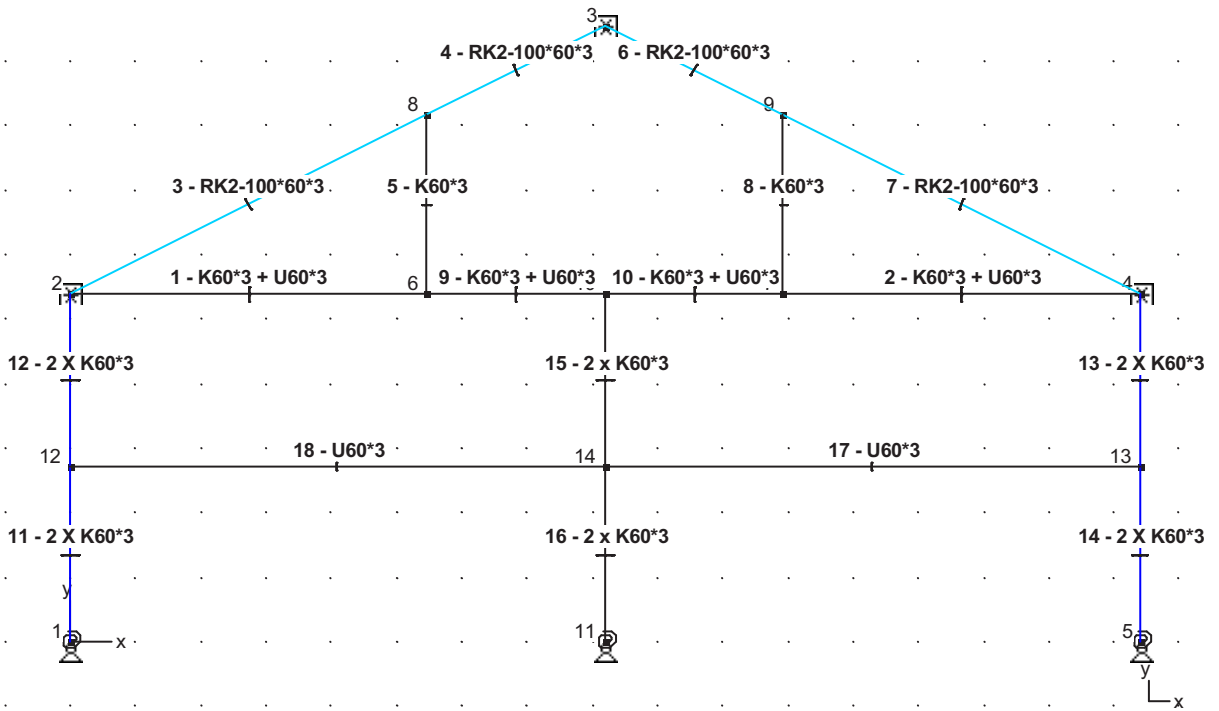 3
4 - RK2-100*60*3 6 - RK2-100*60*3
8 9
3 - RK2-100*60*3 5 - K60*3 8 - K60*3 7 - RK2-100*60*3
1 - K60*3 + U60*3 9 - K60*3 + U60*3 10 - K60*3 + U60*3 2 - K60*3 + U60*3
2 6 4
12 - 2 X K60*3 15 - 2 x K60*3 13 - 2 X K60*3
18 - U60*3 17 - U60*3
12 14 13
11 - 2 X K60*3 16 - 2 x K60*3 14 - 2 X K60*3
y
1 x 11 5
y
x